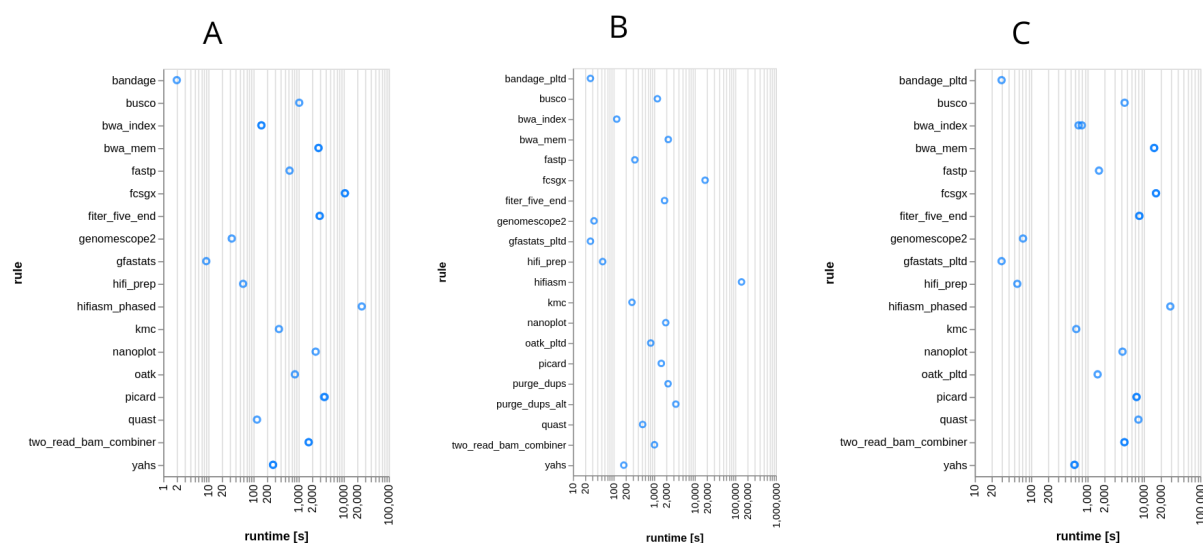 A
bandage
busco
bwa_index
bwa_mem
fastp
fcsgx
fiter_five_end
genomescope2
gfastats
hifi_prep
hifiasm_phased
kmc
nanoplot
oatk
picard
quast
two_read_bam_combiner
yahs
rule
1 2 10 20 100 200 1,000 2,000 10,000 20,000 100,000
runtime [s]
B
bandage_pltd
busco
bwa_index
bwa_mem
fastp
fcsgx
fiter_five_end
genomescope2
gfastats_pltd
hifi_prep
hifiasm
kmc
nanoplot
oatk_pltd
picard
purge_dups
purge_dups_alt
quast
two_read_bam_combiner
yahs
rule
10 20 100 200 1,000 2,000 10,000 20,000 100,000 200,000 1,000,000
runtime [s]
C
bandage_pltd
busco
bwa_index
bwa_mem
fastp
fcsgx
fiter_five_end
genomescope2
gfastats_pltd
hifi_prep
hifiasm_phased
kmc
nanoplot
oatk_pltd
picard
quast
two_read_bam_combiner
yahs
rule
10 20 100 200 1,000 2,000 10,000 20,000 100,000
runtime [s]